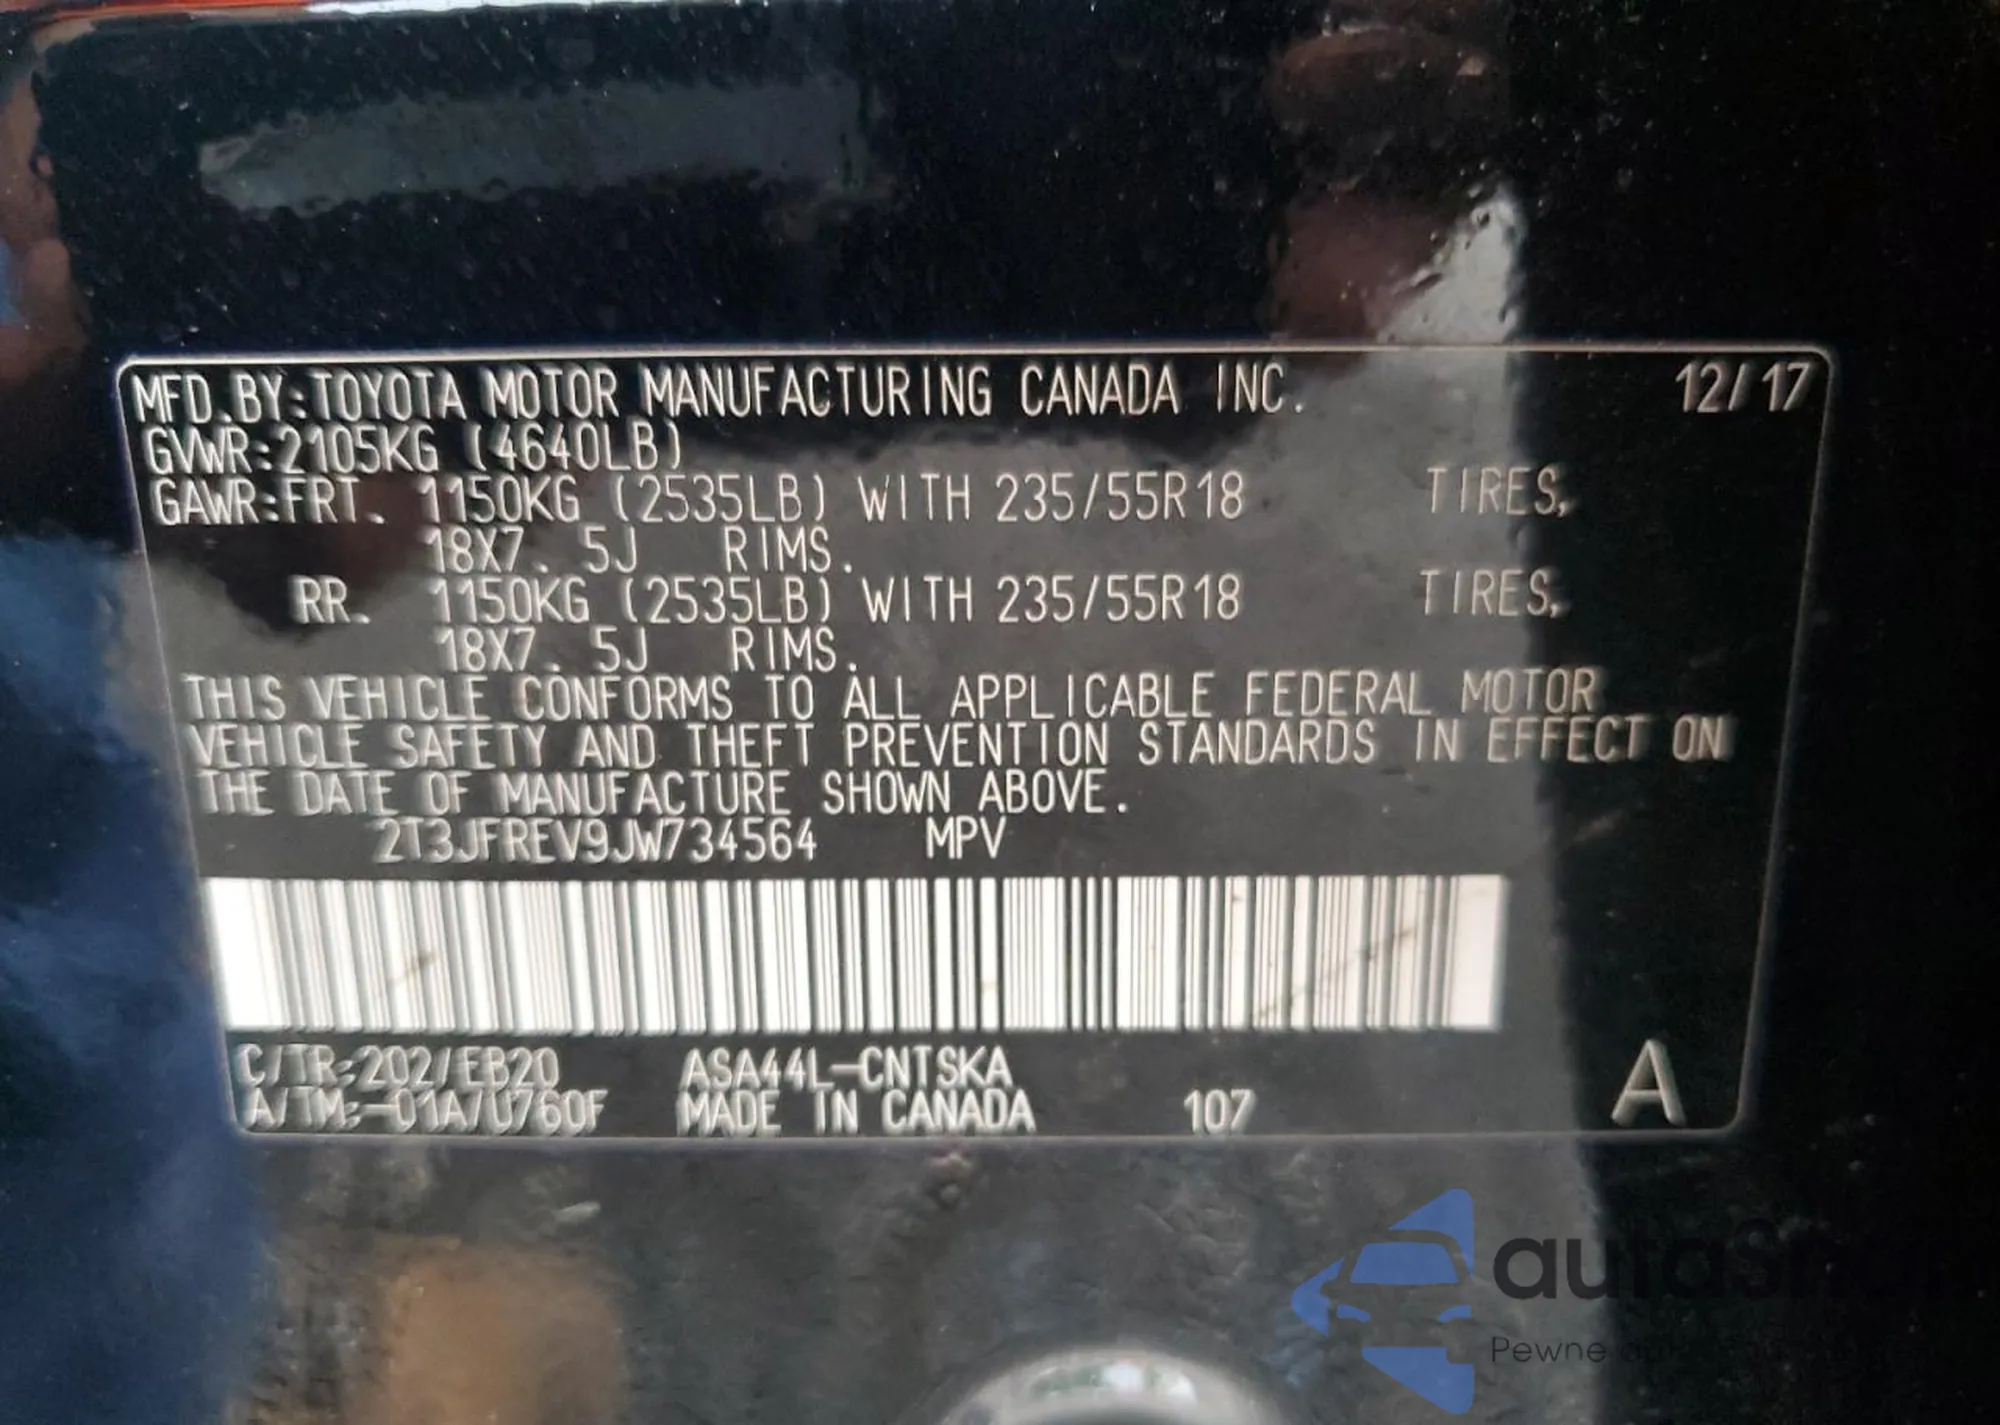 MFD.BY:TOYOTA MOTOR MANUFACTURING CANADA INC. 12/17
GVWR:2105KG (4640LB)
GAWR:FRT. 1150KG (2535LB) WITH 235/55R18 TIRES,
18X7.5J RIMS.
RR. 1150KG (2535LB) WITH 235/55R18 TIRES,
18X7.5J RIMS.
THIS VEHICLE CONFORMS TO ALL APPLICABLE FEDERAL MOTOR
VEHICLE SAFETY AND THEFT PREVENTION STANDARDS IN EFFECT ON
THE DATE OF MANUFACTURE SHOWN ABOVE.
2T3JFREV9JW734564 MPV
C/TR:202/EB20 ASA44L-CNTSKA
A/TM:-01A/U760F MADE IN CANADA 107 A
Pewne